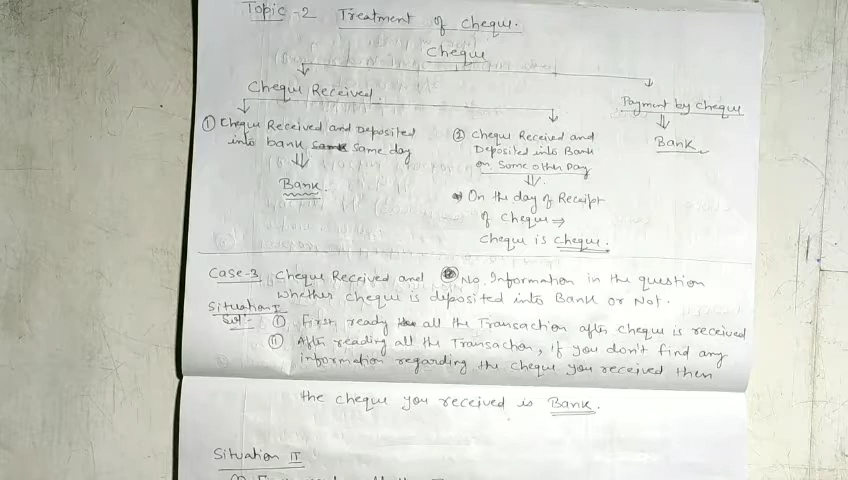 Topic-2 Treatment of cheque.
Cheque
Cheque Received.
Payment by cheque
Bank
① Cheque Received and Deposited
into bank same day
Bank
② Cheque Received and
Deposited into Bank
on Some other Day
On the day of Receipt
of cheque ⇒
cheque is cheque.
Case-3 Cheque Received and No Information in the question
whether cheque is deposited into Bank or Not.
Situation I
Sol:- ① First ready all the Transaction after cheque is received
② After reading all the Transaction, if you don't find any
information regarding the cheque you received then
the cheque you received is Bank.
Situation II